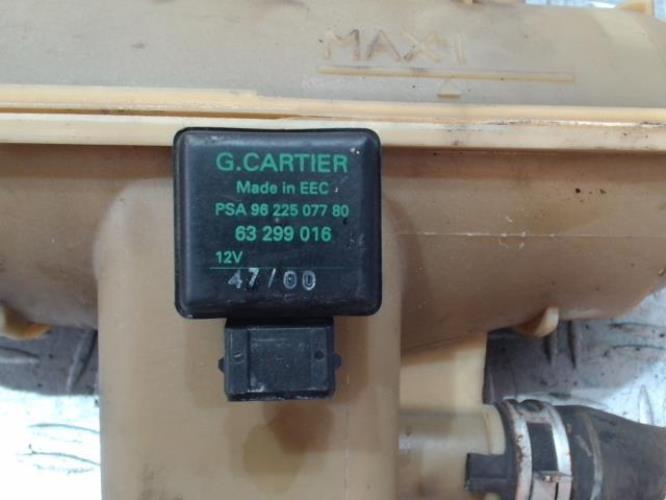 MAXI
G.CARTIER
Made in EEC
PSA 96 225 077 80
63 299 016
12V
47/00